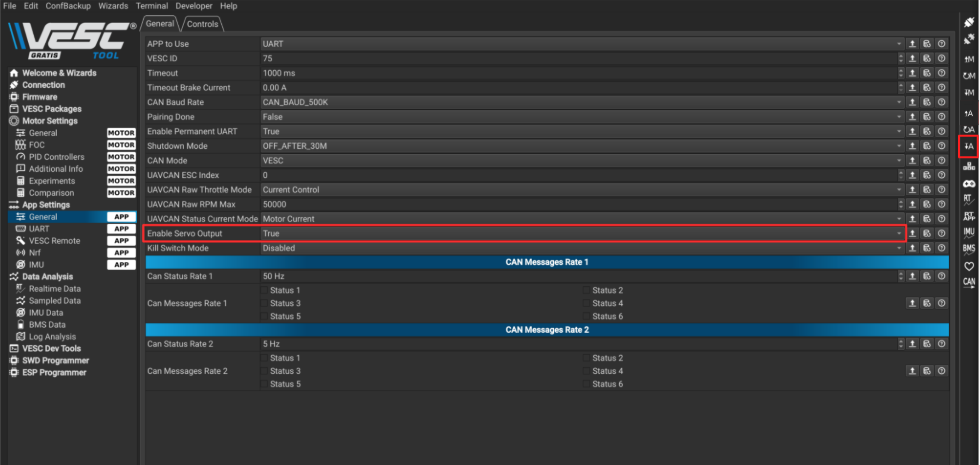 File Edit ConfBackup Wizards Terminal Developer Help
VESC®
GRATIS TOOL
Welcome & Wizards
Connection
Firmware
VESC Packages
Motor Settings
General MOTOR
FOC MOTOR
PID Controllers MOTOR
Additional Info MOTOR
Experiments MOTOR
Comparison MOTOR
App Settings
General APP
UART APP
VESC Remote APP
Nrf APP
IMU APP
Data Analysis
Realtime Data
Sampled Data
IMU Data
BMS Data
Log Analysis
VESC Dev Tools
SWD Programmer
ESP Programmer
General Controls
APP to Use UART
VESC ID 75
Timeout 1000 ms
Timeout Brake Current 0.00 A
CAN Baud Rate CAN_BAUD_500K
Pairing Done False
Enable Permanent UART True
Shutdown Mode OFF_AFTER_30M
CAN Mode VESC
UAVCAN ESC Index 0
UAVCAN Raw Throttle Mode Current Control
UAVCAN Raw RPM Max 50000
UAVCAN Status Current Mode Motor Current
Enable Servo Output True
Kill Switch Mode Disabled
CAN Messages Rate 1
Can Status Rate 1 50 Hz
Can Messages Rate 1
Status 1 Status 2
Status 3 Status 4
Status 5 Status 6
CAN Messages Rate 2
Can Status Rate 2 5 Hz
Can Messages Rate 2
Status 1 Status 2
Status 3 Status 4
Status 5 Status 6
M
M
M
A
A
A
RT
RT
IMU
BMS
CAN